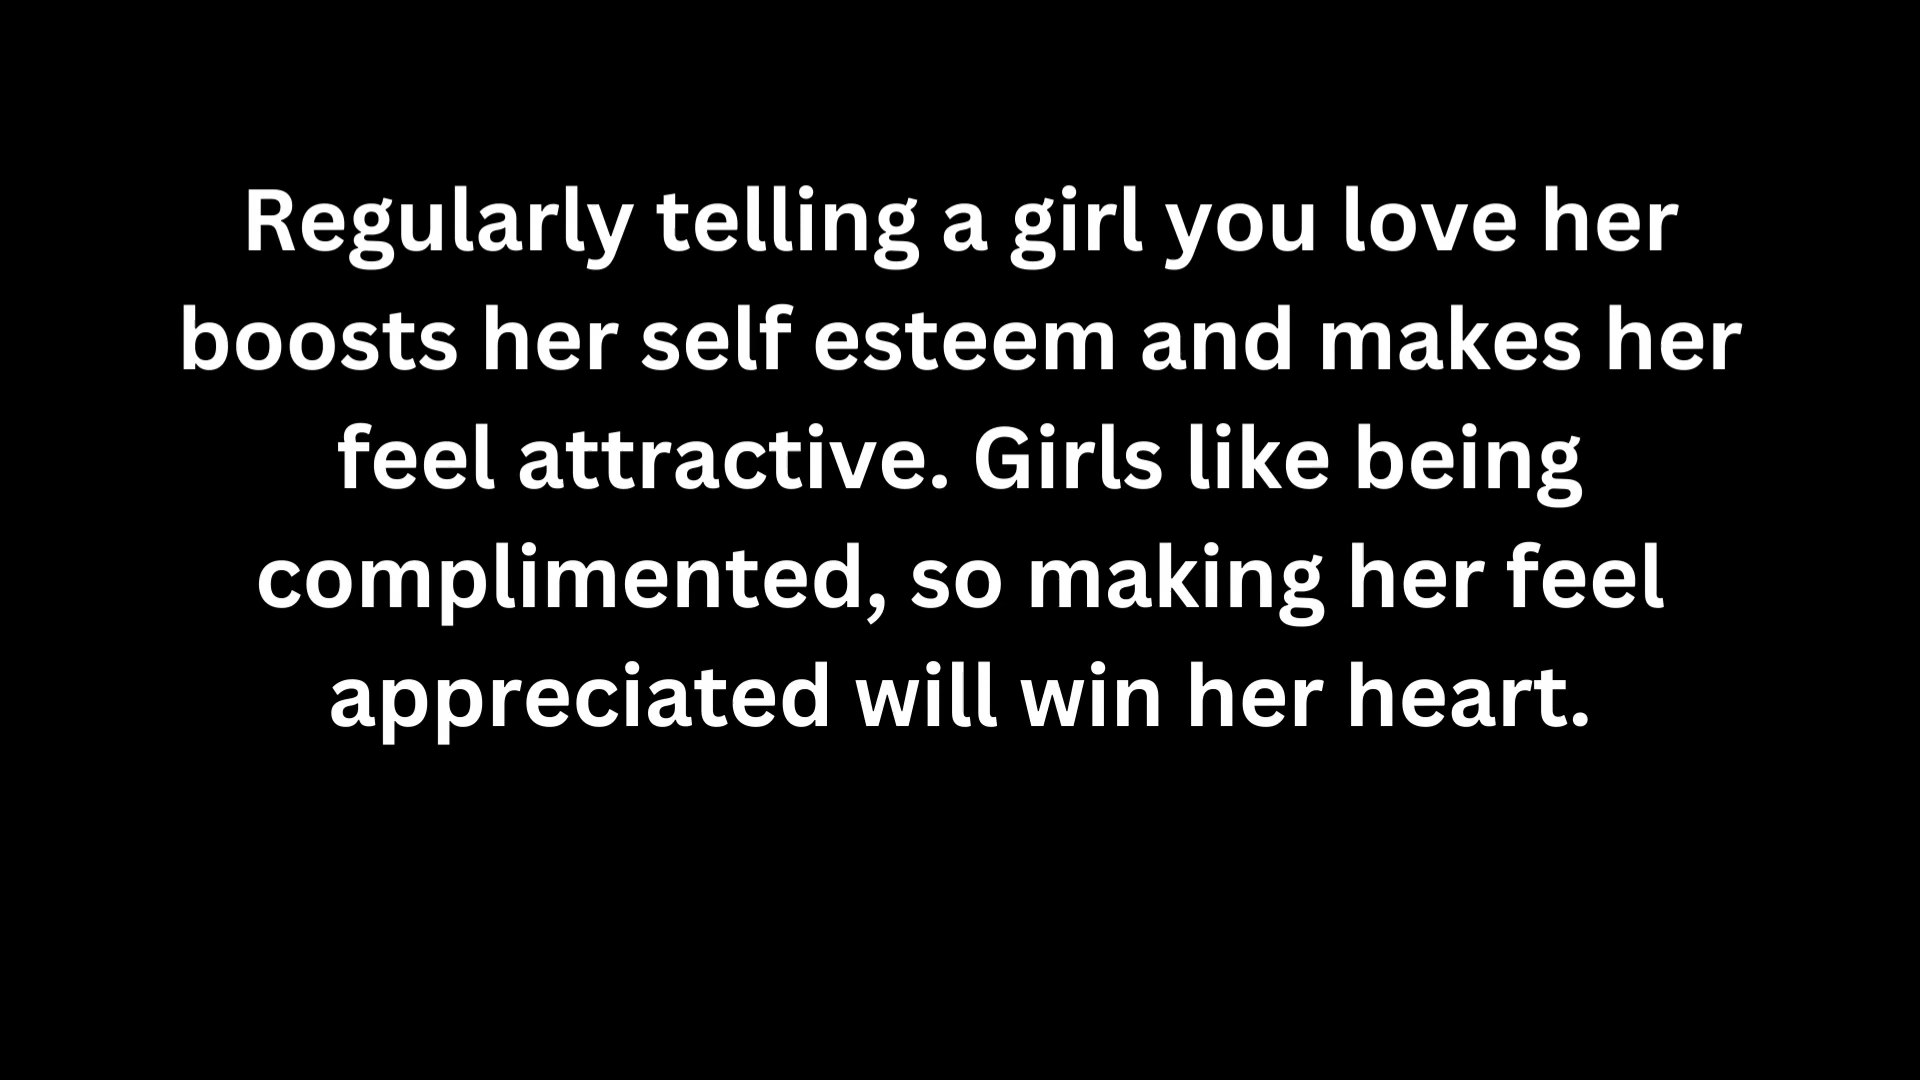 Regularly telling a girl you love her
boosts her self esteem and makes her
feel attractive. Girls like being
complimented, so making her feel
appreciated will win her heart.